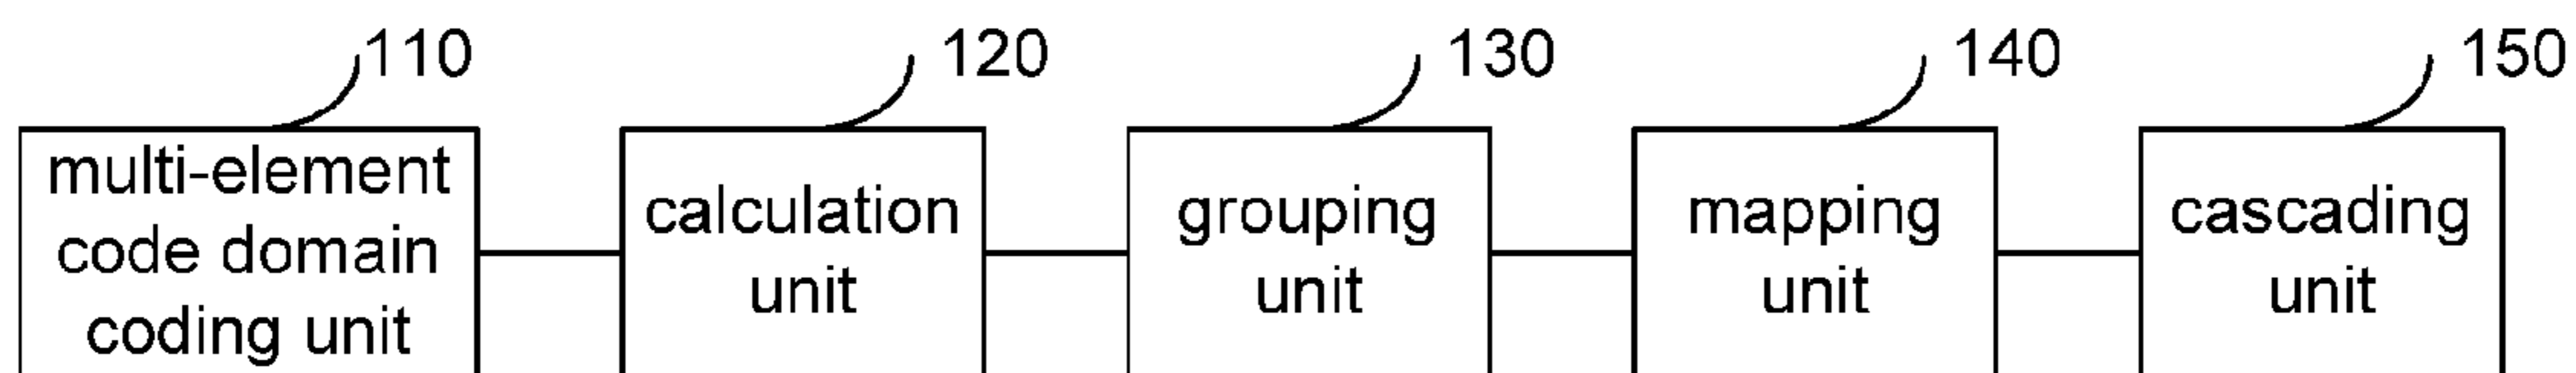 110
120
130
140
150
multi-element
code domain
coding unit
calculation
unit
grouping
unit
mapping
unit
cascading
unit